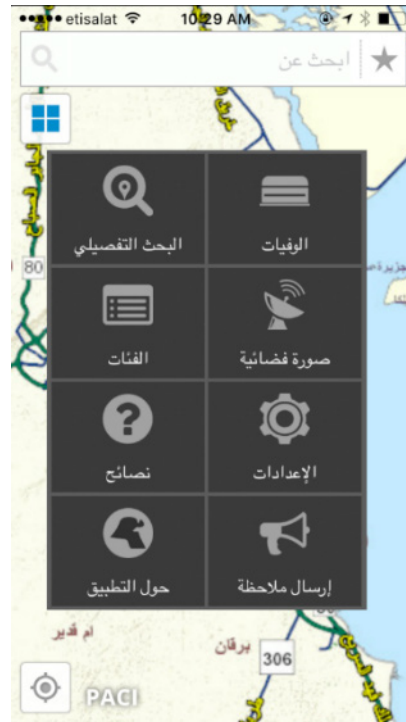 etisalat 10:29 AM
ابحث عن
الوفيات
البحث التفصيلي
80
صورة فضائية
الفئات
الإعدادات
نصائح
إرسال ملاحظة
حول التطبيق
ام قدير
برقان
306
PACI